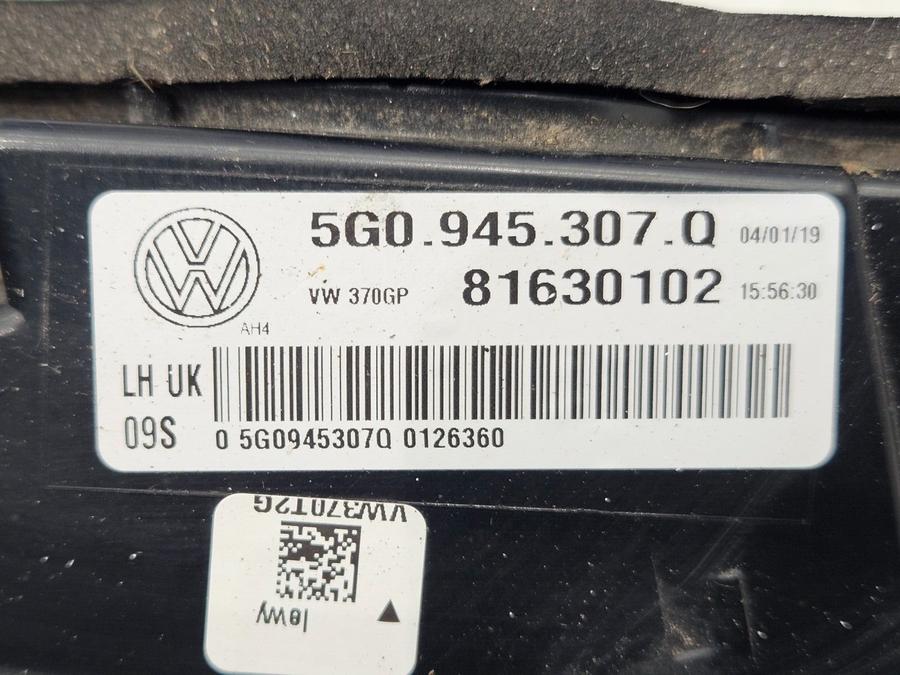 5G0.945.307.Q 04/01/19
VW 370GP 81630102 15:56:30
AH4
LH UK
09S
0 5G0945307Q 0126360
VW370T2G
lewy